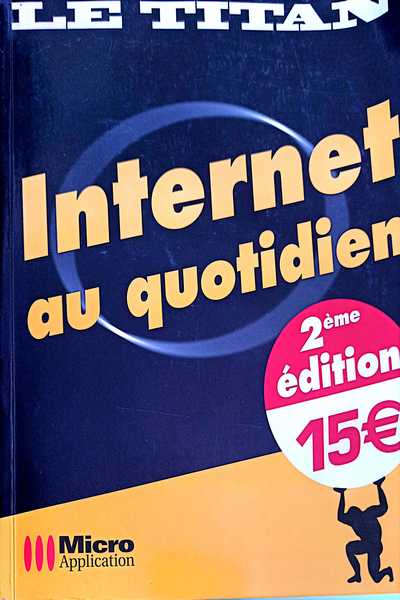 LE TITAN
Internet
au quotidien
2ème
édition
15€
Micro
Application